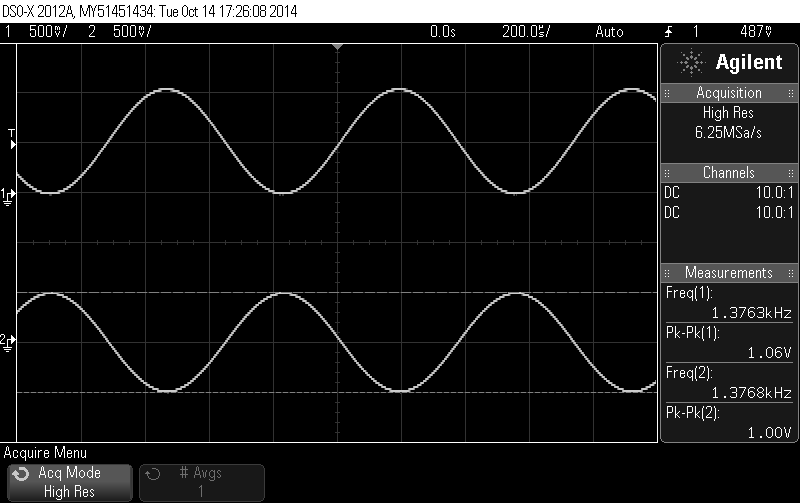 DSO-X 2012A, MY51451434: Tue Oct 14 17:26:08 2014
1 500mV/ 2 500mV/ 0.0s 200.0us/ Auto 1 487mV
Agilent
Acquisition
High Res
6.25MSa/s
Channels
DC 10.0:1
DC 10.0:1
Measurements
Freq(1):
1.3763kHz
Pk-Pk(1):
1.06V
Freq(2):
1.3768kHz
Pk-Pk(2):
1.00V
T
1
2
Acquire Menu
Acq Mode
High Res
# Avgs
1